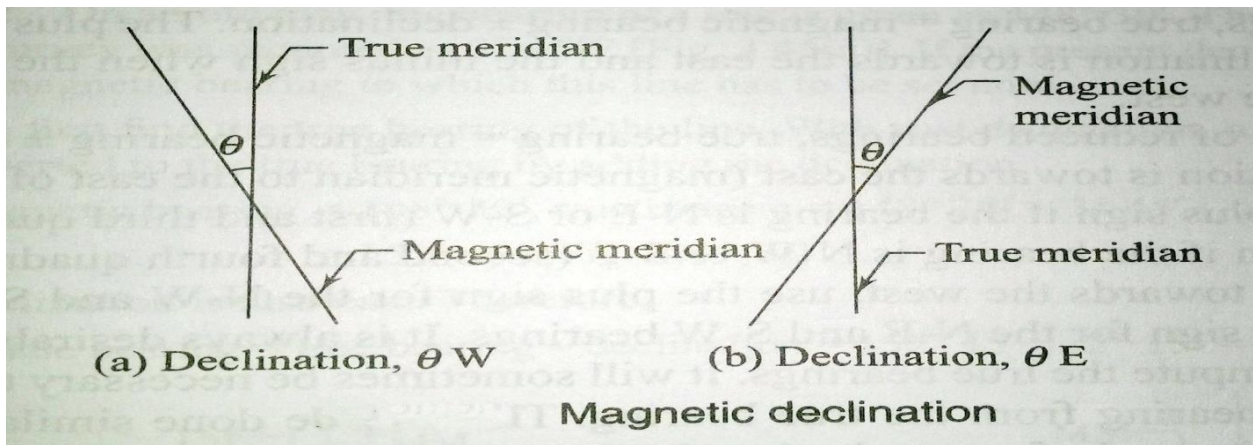 True meridian
θ
Magnetic meridian
(a) Declination, θ W
Magnetic
meridian
θ
True meridian
(b) Declination, θ E
Magnetic declination